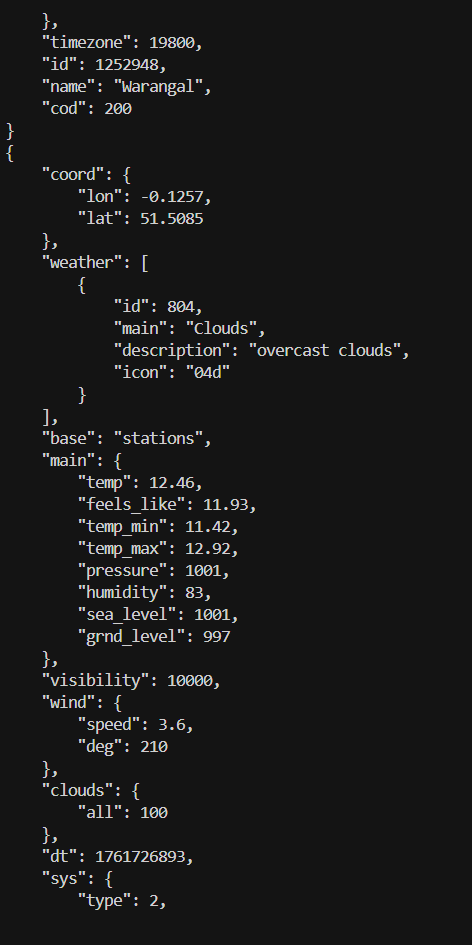 },
"timezone": 19800,
"id": 1252948,
"name": "Warangal",
"cod": 200
}
{
"coord": {
"lon": -0.1257,
"lat": 51.5085
},
"weather": [
{
"id": 804,
"main": "Clouds",
"description": "overcast clouds",
"icon": "04d"
}
],
"base": "stations",
"main": {
"temp": 12.46,
"feels_like": 11.93,
"temp_min": 11.42,
"temp_max": 12.92,
"pressure": 1001,
"humidity": 83,
"sea_level": 1001,
"grnd_level": 997
},
"visibility": 10000,
"wind": {
"speed": 3.6,
"deg": 210
},
"clouds": {
"all": 100
},
"dt": 1761726893,
"sys": {
"type": 2,